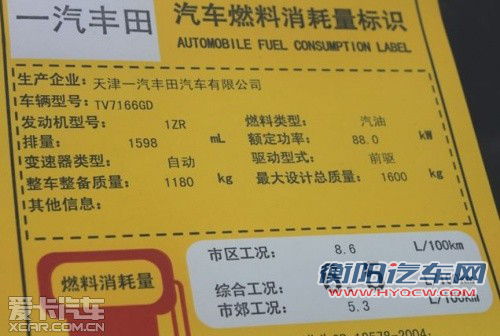 一汽丰田 汽车燃料消耗量标识
AUTOMOBILE FUEL CONSUMPTION LABEL
生产企业: 天津一汽丰田汽车有限公司
车辆型号: TV7166GD
发动机型号: 1ZR 燃料类型: 汽油
排量: 1598 mL 额定功率: 88.0 kW
变速器类型: 自动 驱动型式: 前驱
整车整备质量: 1180 kg 最大设计总质量: 1600 kg
其他信息:
燃料消耗量
市区工况: 8.6 L/100km
综合工况: L/100km
市郊工况: 5.3 L/100km
衡阳汽车网
WWW.HYQCW.COM
爱卡汽车
XCAR.COM.CN